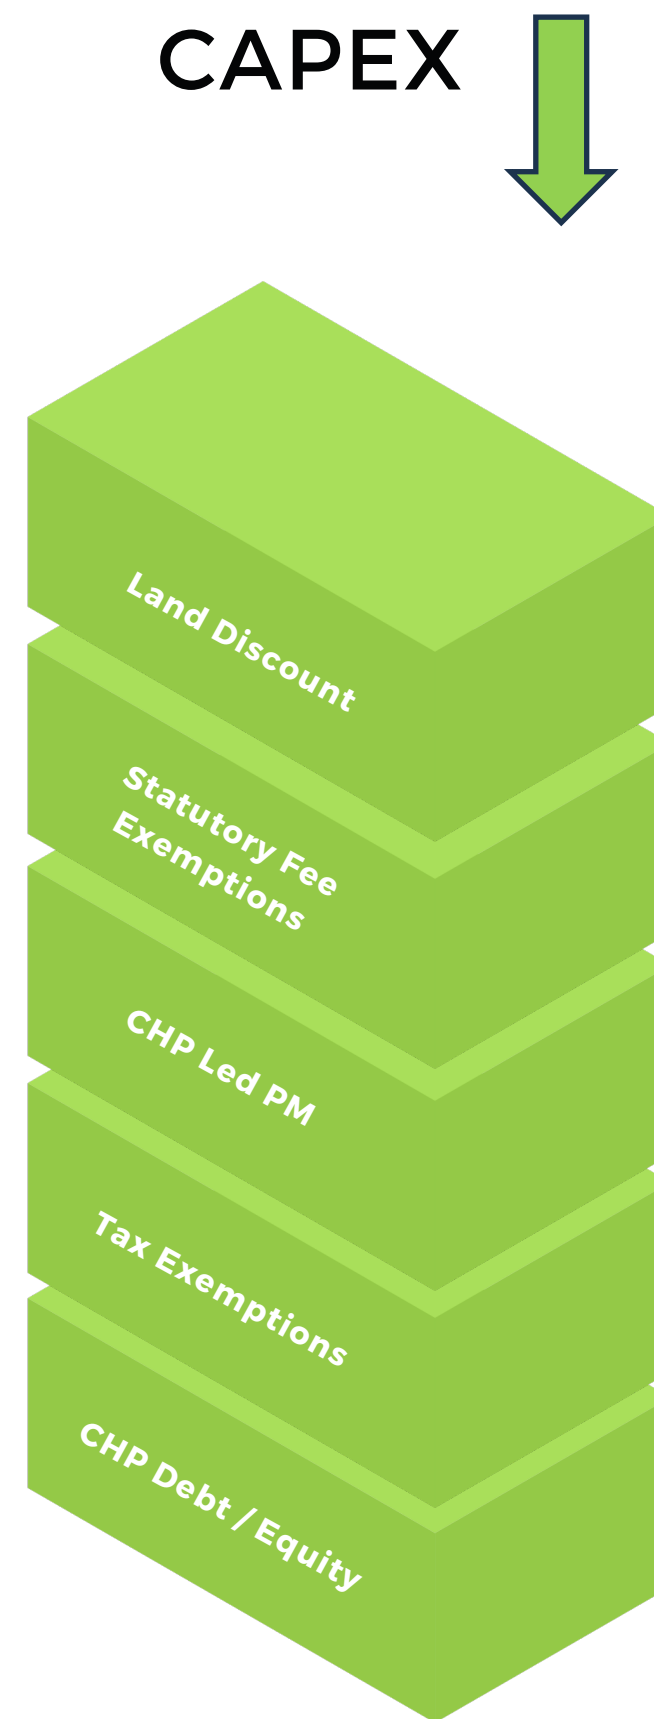 CAPEX
Land Discount
Statutory Fee
Exemptions
CHP Led PM
Tax Exemptions
CHP Debt / Equity